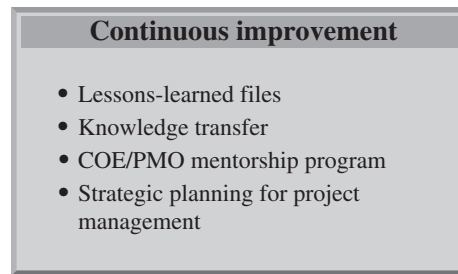 Continuous improvement
• Lessons-learned files
• Knowledge transfer
• COE/PMO mentorship program
• Strategic planning for project
management